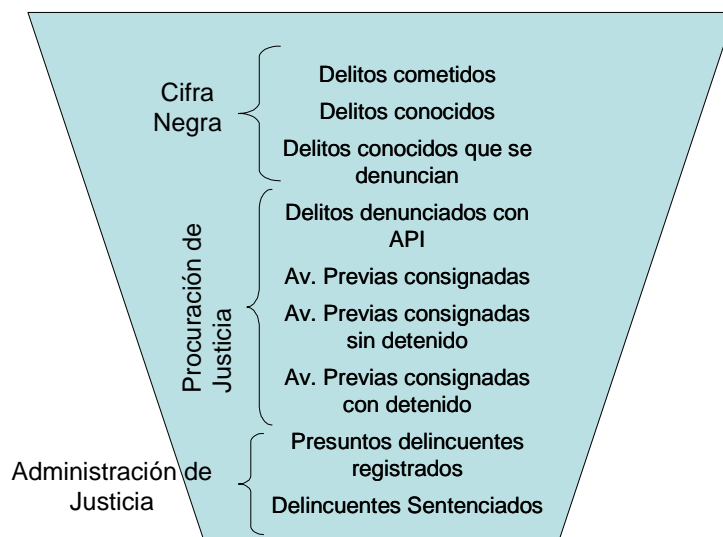 Cifra
Negra
Delitos cometidos
Delitos conocidos
Delitos conocidos que se
denuncian
Procuración de
Justicia
Delitos denunciados con
API
Av. Previas consignadas
Av. Previas consignadas
sin detenido
Av. Previas consignadas
con detenido
Administración de
Justicia
Presuntos delincuentes
registrados
Delincuentes Sentenciados